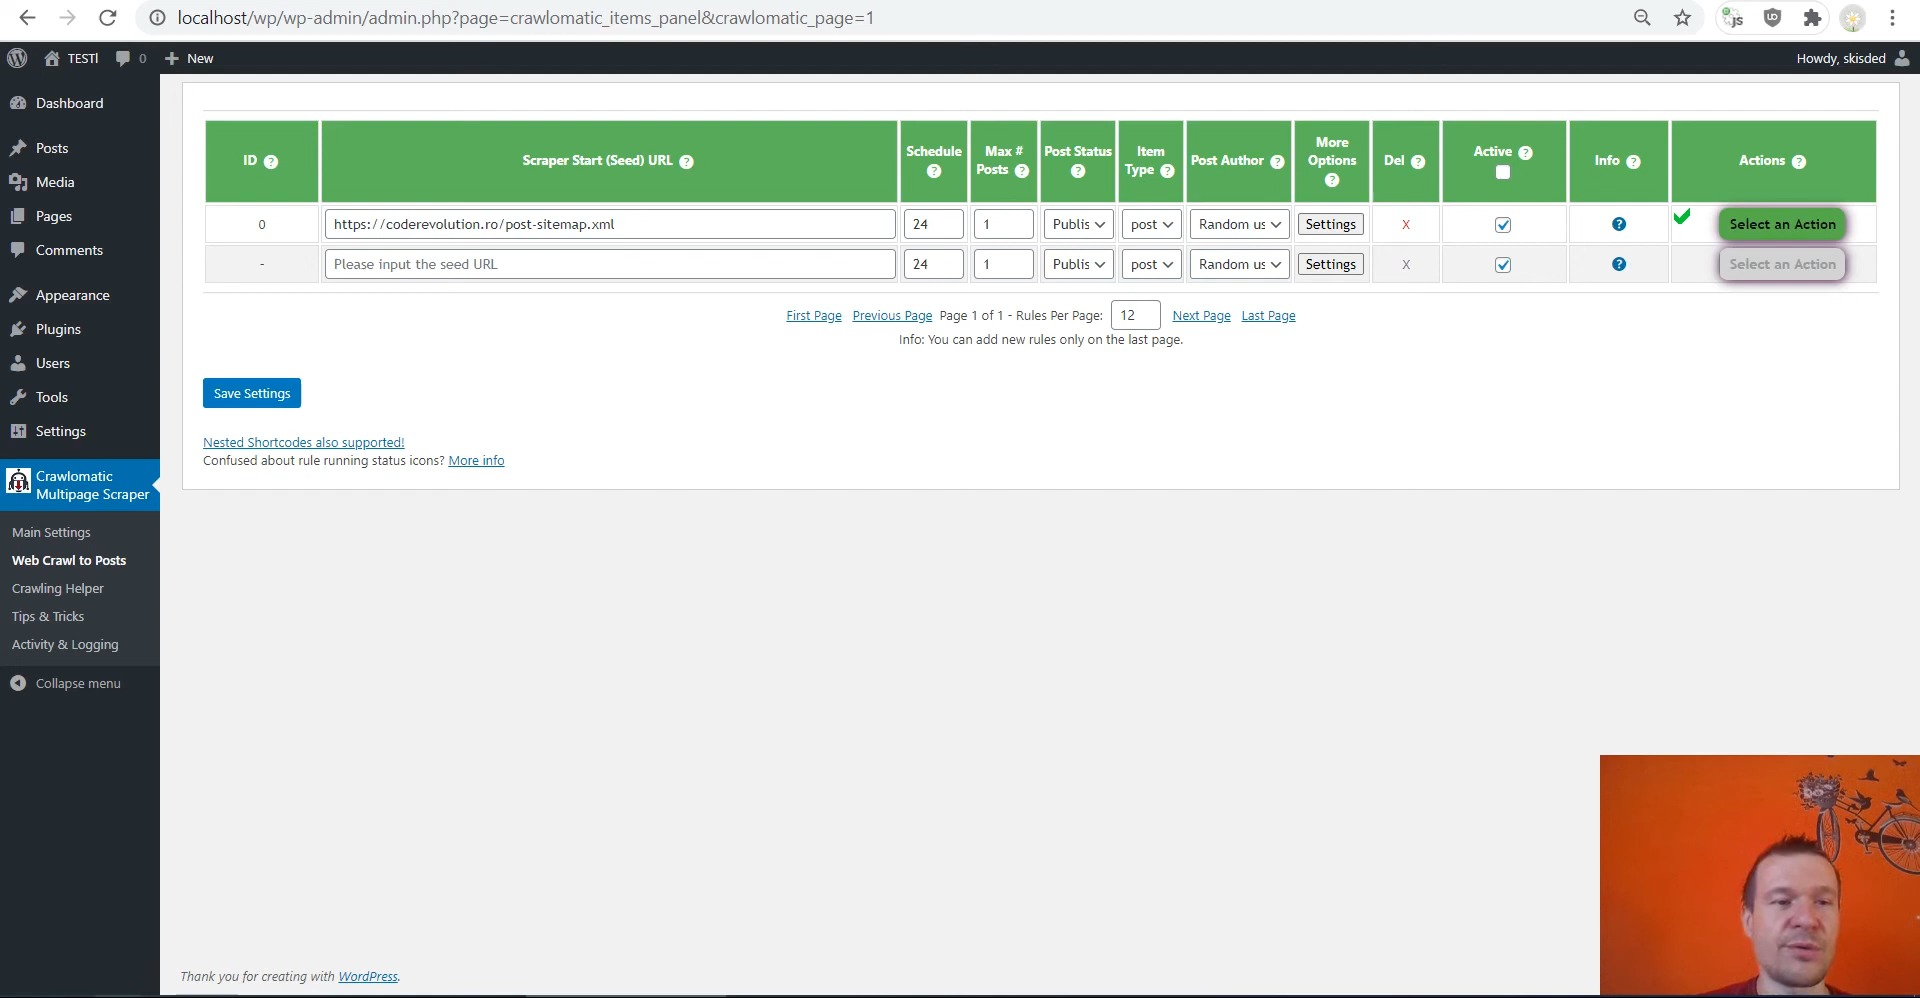 localhost/wp/wp-admin/admin.php?page=crawlomatic_items_panel&crawlomatic_page=1
TESTl 0 New Howdy, skisded
Dashboard
Posts
Media
Pages
Comments
Appearance
Plugins
Users
Tools
Settings
Crawlomatic
Multipage Scraper
Main Settings
Web Crawl to Posts
Crawling Helper
Tips & Tricks
Activity & Logging
Collapse menu
ID ? Scraper Start (Seed) URL ? Schedule ? Max # Posts ? Post Status ? Item Type ? Post Author ? More Options ? Del ? Active ? Info ? Actions ?
0 https://coderevolution.ro/post-sitemap.xml 24 1 Publis post Random us Settings X ? Select an Action
- Please input the seed URL 24 1 Publis post Random us Settings X ? Select an Action
First Page Previous Page Page 1 of 1 - Rules Per Page: 12 Next Page Last Page
Info: You can add new rules only on the last page.
Save Settings
Nested Shortcodes also supported!
Confused about rule running status icons? More info
Thank you for creating with WordPress.